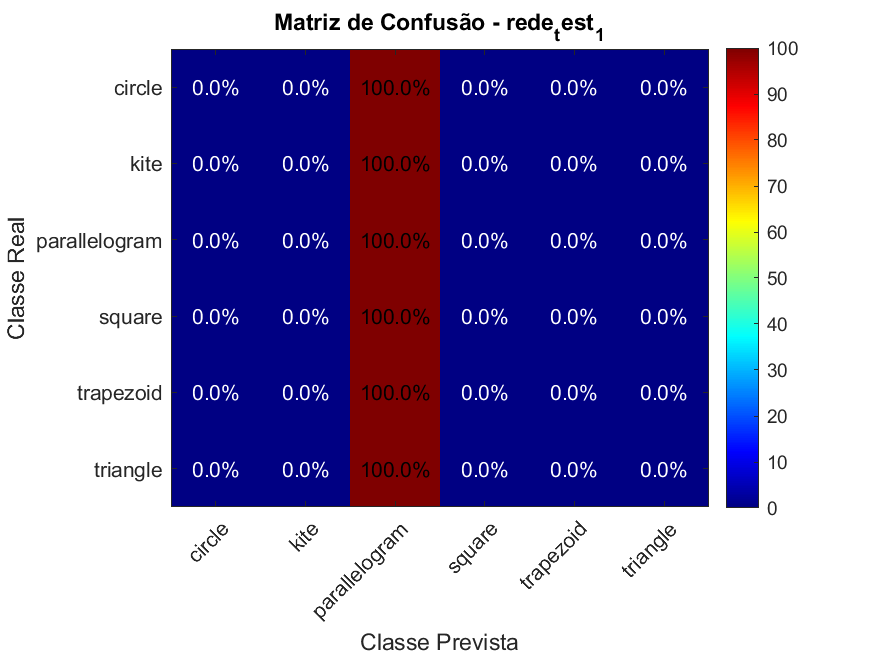 Matriz de Confusão - rede_test_1
circle 0.0% 0.0% 100.0% 0.0% 0.0% 0.0%
kite 0.0% 0.0% 100.0% 0.0% 0.0% 0.0%
parallelogram 0.0% 0.0% 100.0% 0.0% 0.0% 0.0%
square 0.0% 0.0% 100.0% 0.0% 0.0% 0.0%
trapezoid 0.0% 0.0% 100.0% 0.0% 0.0% 0.0%
triangle 0.0% 0.0% 100.0% 0.0% 0.0% 0.0%
circle kite parallelogram square trapezoid triangle
Classe Prevista
Classe Real
100
90
80
70
60
50
40
30
20
10
0